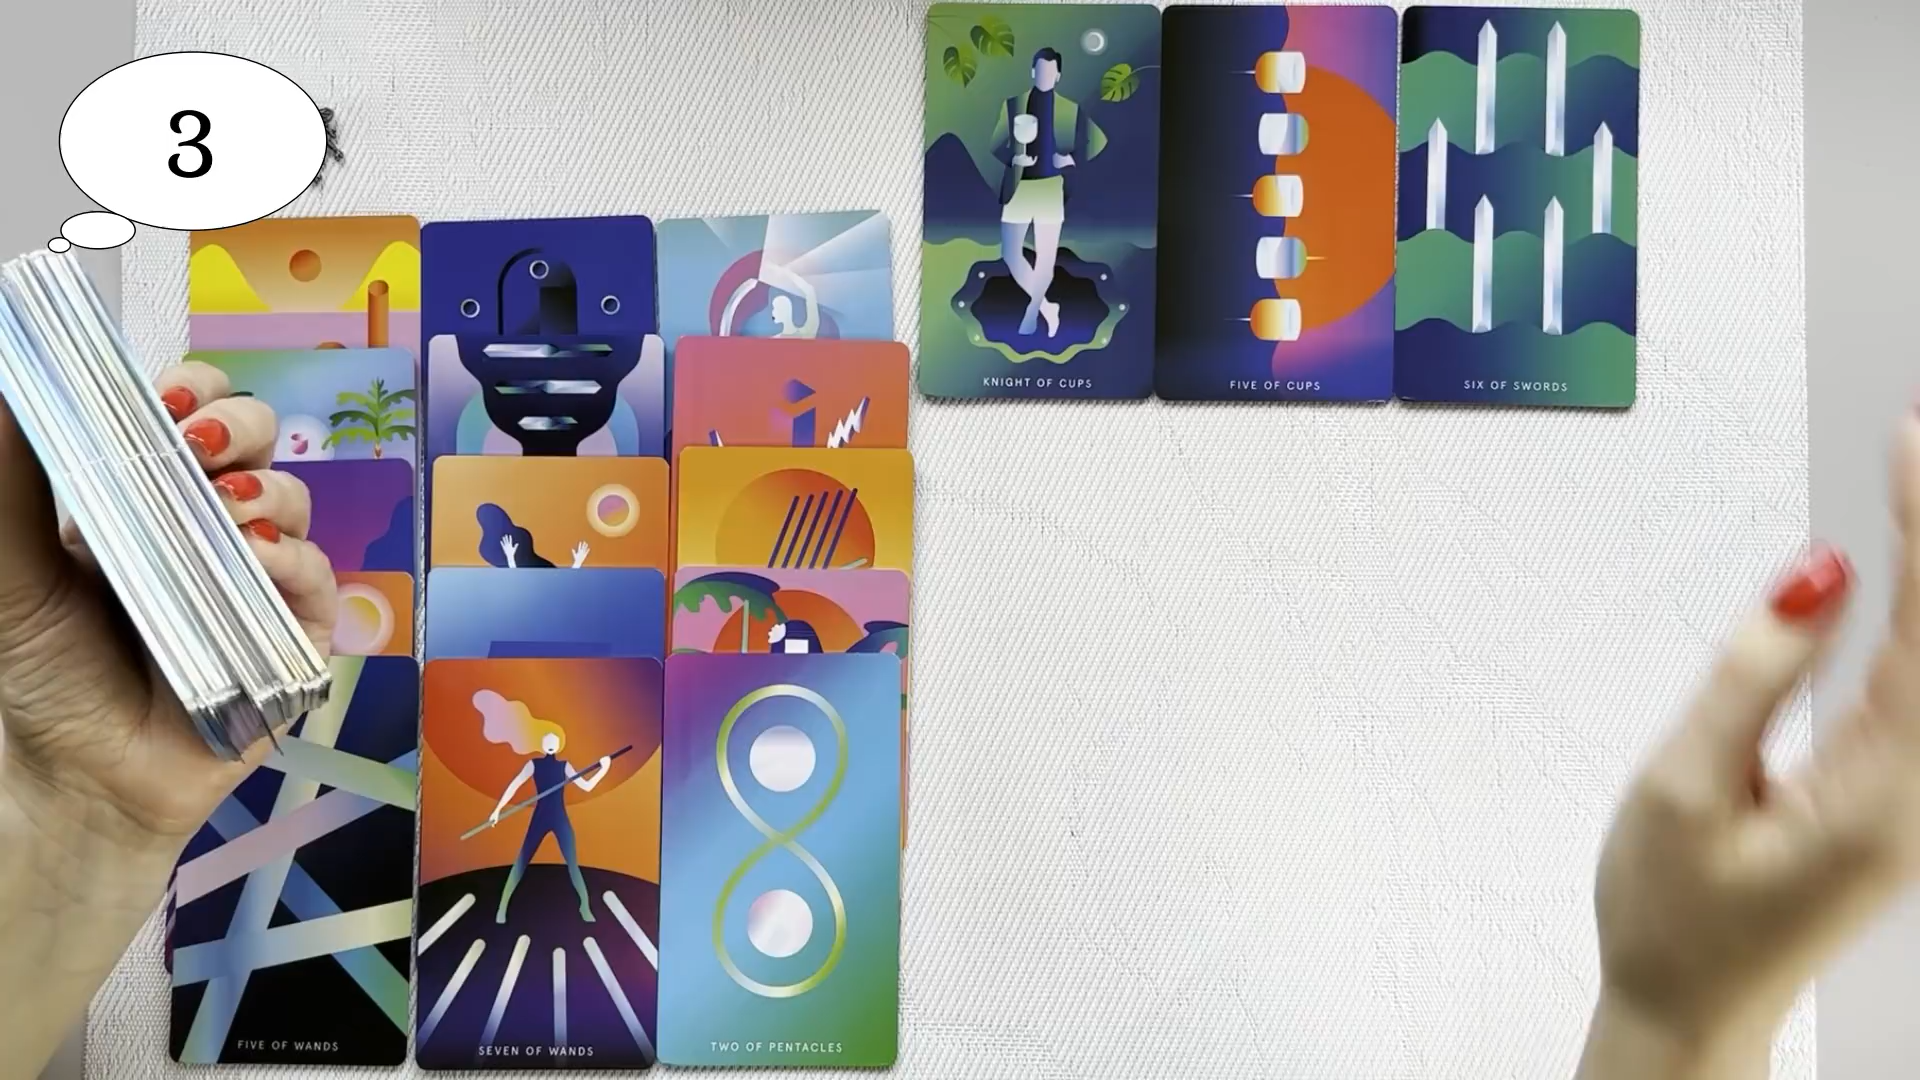 3
KNIGHT OF CUPS
FIVE OF CUPS
SIX OF SWORDS
FIVE OF WANDS
SEVEN OF WANDS
TWO OF PENTACLES